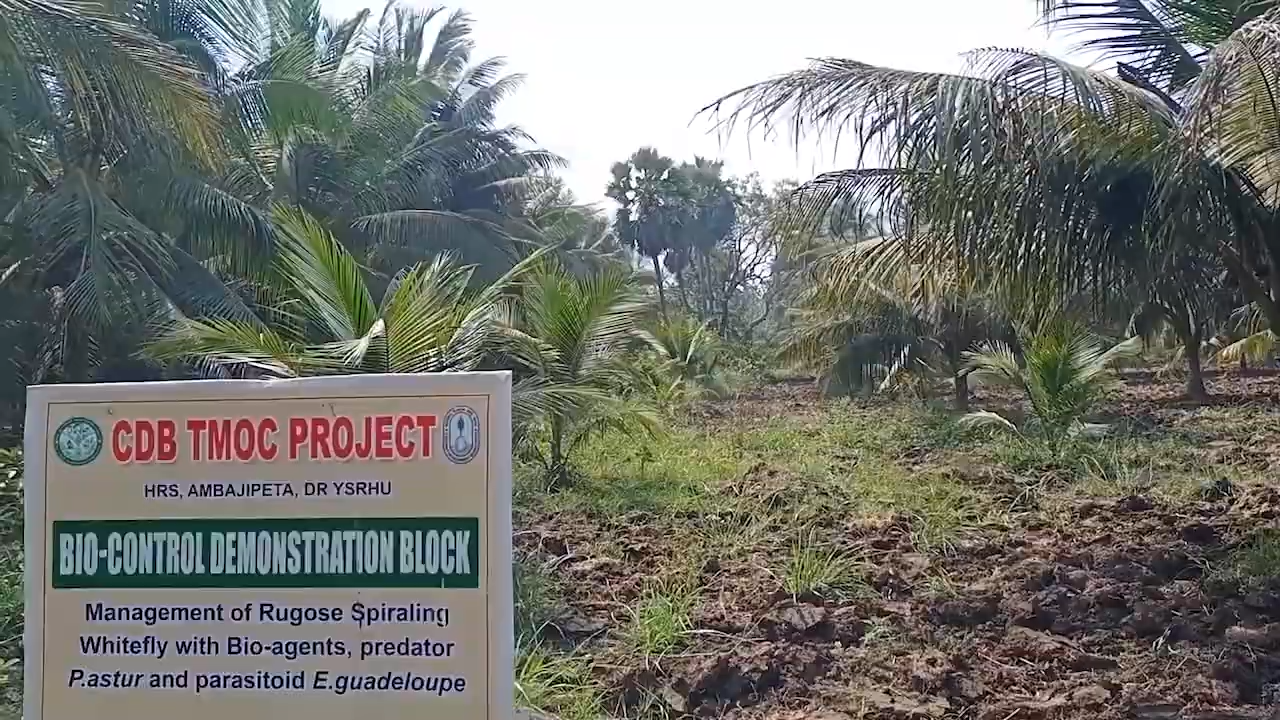 CDB TMOC PROJECT
HRS, AMBAJIPETA, DR YSRHU
BIO-CONTROL DEMONSTRATION BLOCK
Management of Rugose Spiraling
Whitefly with Bio-agents, predator
P.astur and parasitoid E.guadeloupe